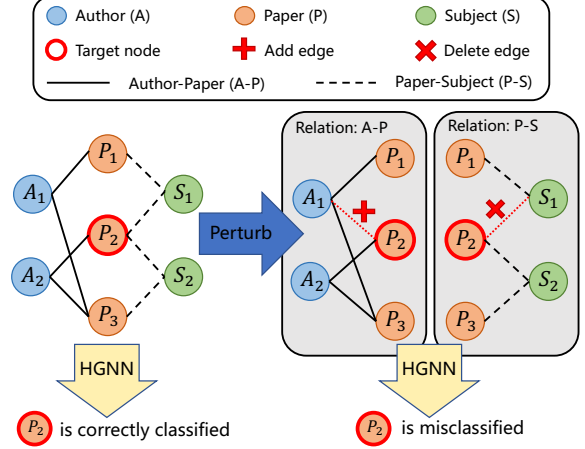 Author (A) Paper (P) Subject (S)
Target node Add edge Delete edge
Author-Paper (A-P) Paper-Subject (P-S)
Relation: A-P Relation: P-S
P1 P1 P1
A1 S1 A1 S1
P2 Perturb P2 P2
A2 S2 A2 S2
P3 P3 P3
HGNN HGNN
P2 is correctly classified P2 is misclassified